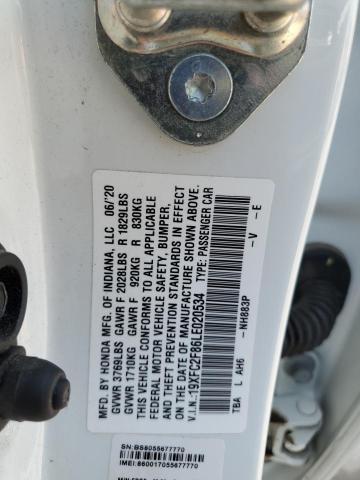 MFD. BY HONDA MFG. OF INDIANA, LLC 06/'20
GVWR 3769LBS GAWR F 2028LBS R 1829LBS
GVWR 1710KG GAWR F 920KG R 830KG
THIS VEHICLE CONFORMS TO ALL APPLICABLE
FEDERAL MOTOR VEHICLE SAFETY, BUMPER,
AND THEFT PREVENTION STANDARDS IN EFFECT
ON THE DATE OF MANUFACTURE SHOWN ABOVE.
V.I.N.:19XFC2F86LE020534 TYPE: PASSENGER CAR
TBA L AH6 -NH883P -V -E
SN:BS8055677770
IMEI:860017055677770